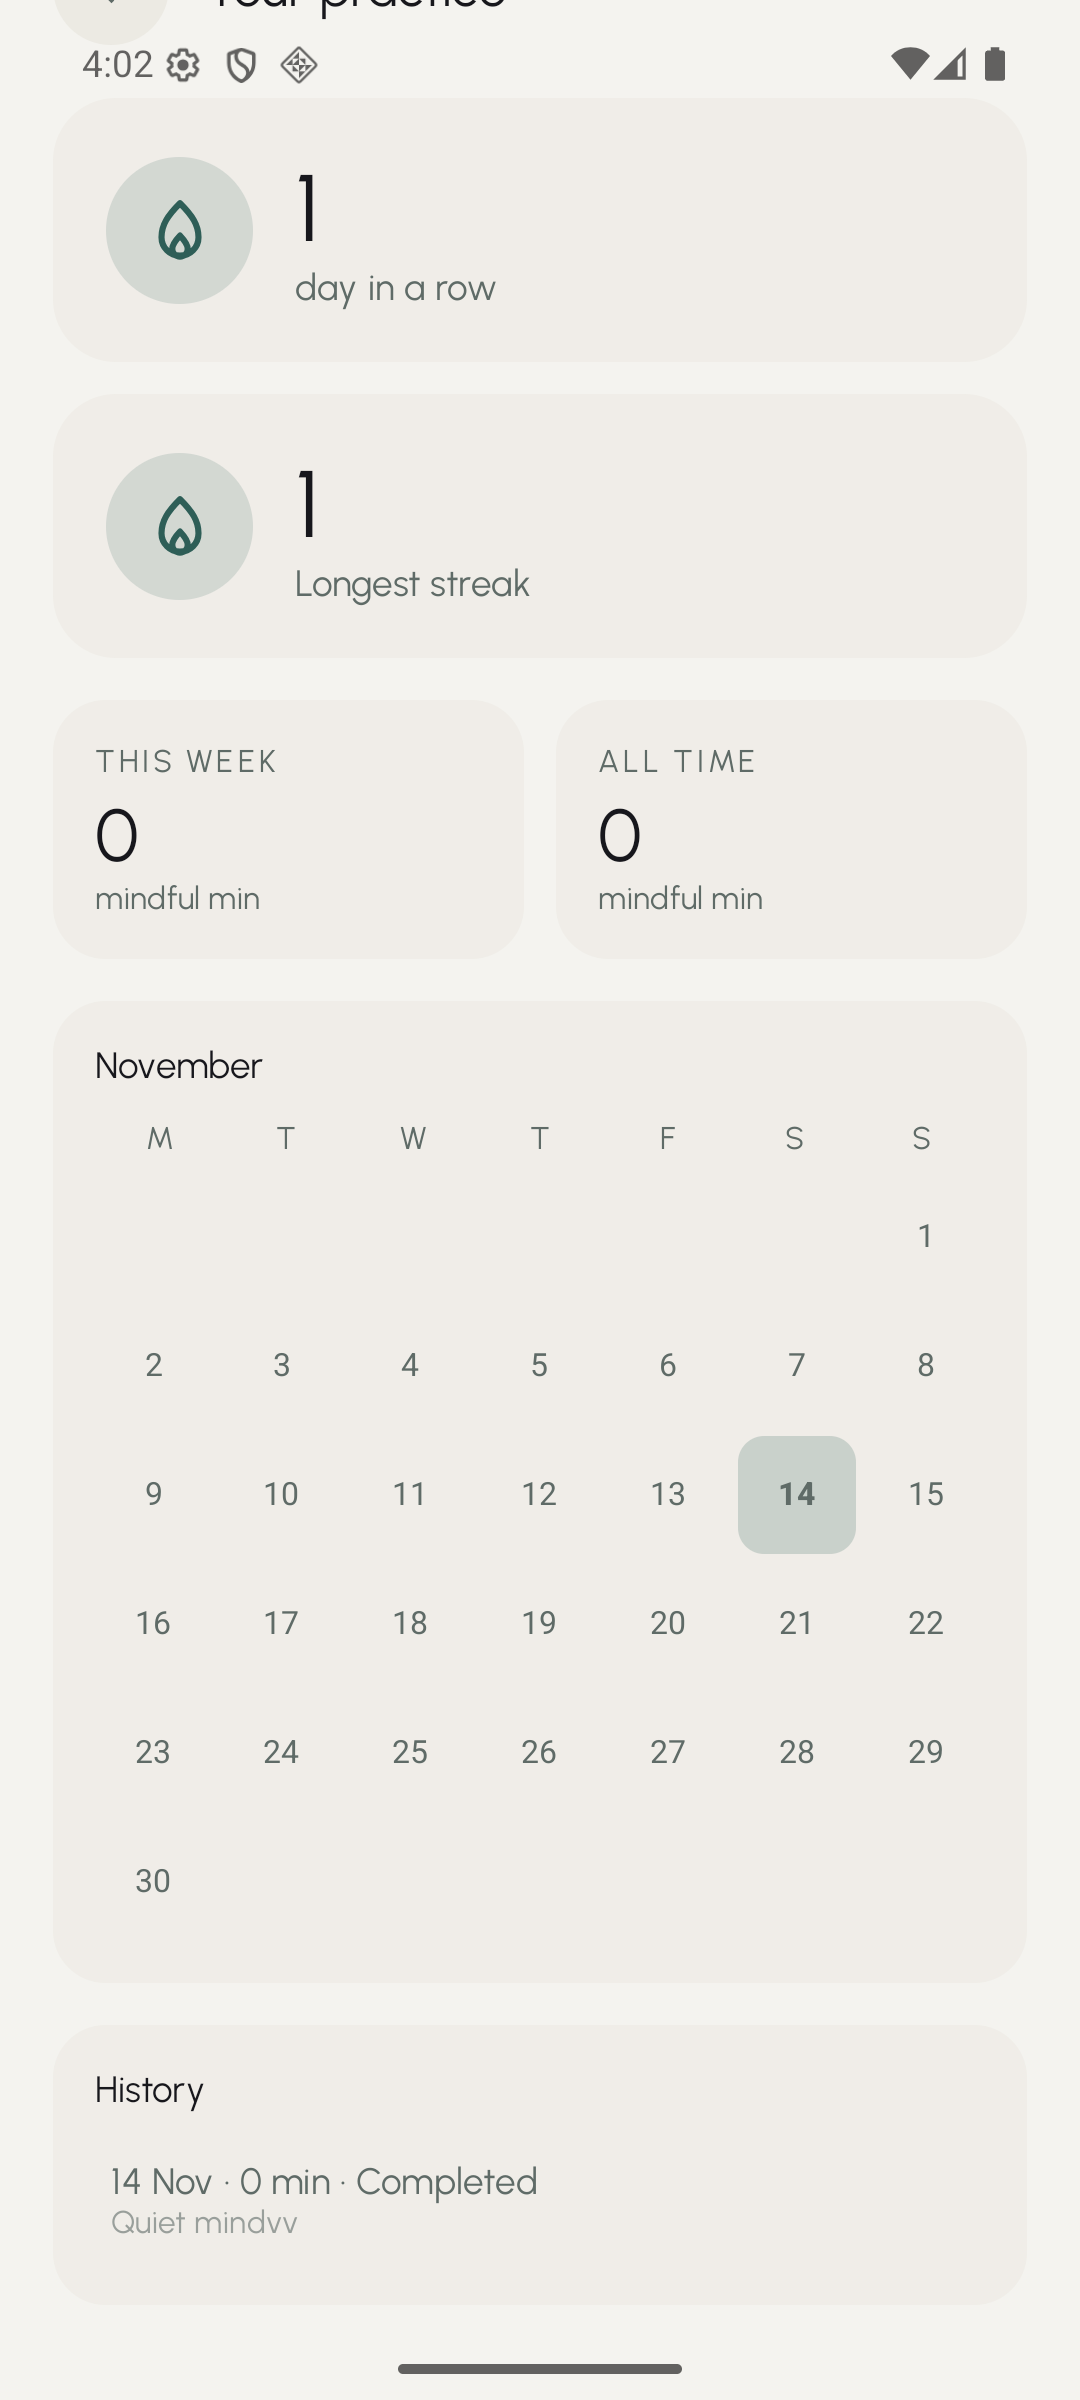 Your practice
4:02
1
day in a row
1
Longest streak
THIS WEEK
0
mindful min
ALL TIME
0
mindful min
November
M T W T F S S
1
2 3 4 5 6 7 8
9 10 11 12 13 14 15
16 17 18 19 20 21 22
23 24 25 26 27 28 29
30
History
14 Nov · 0 min · Completed
Quiet mindvv